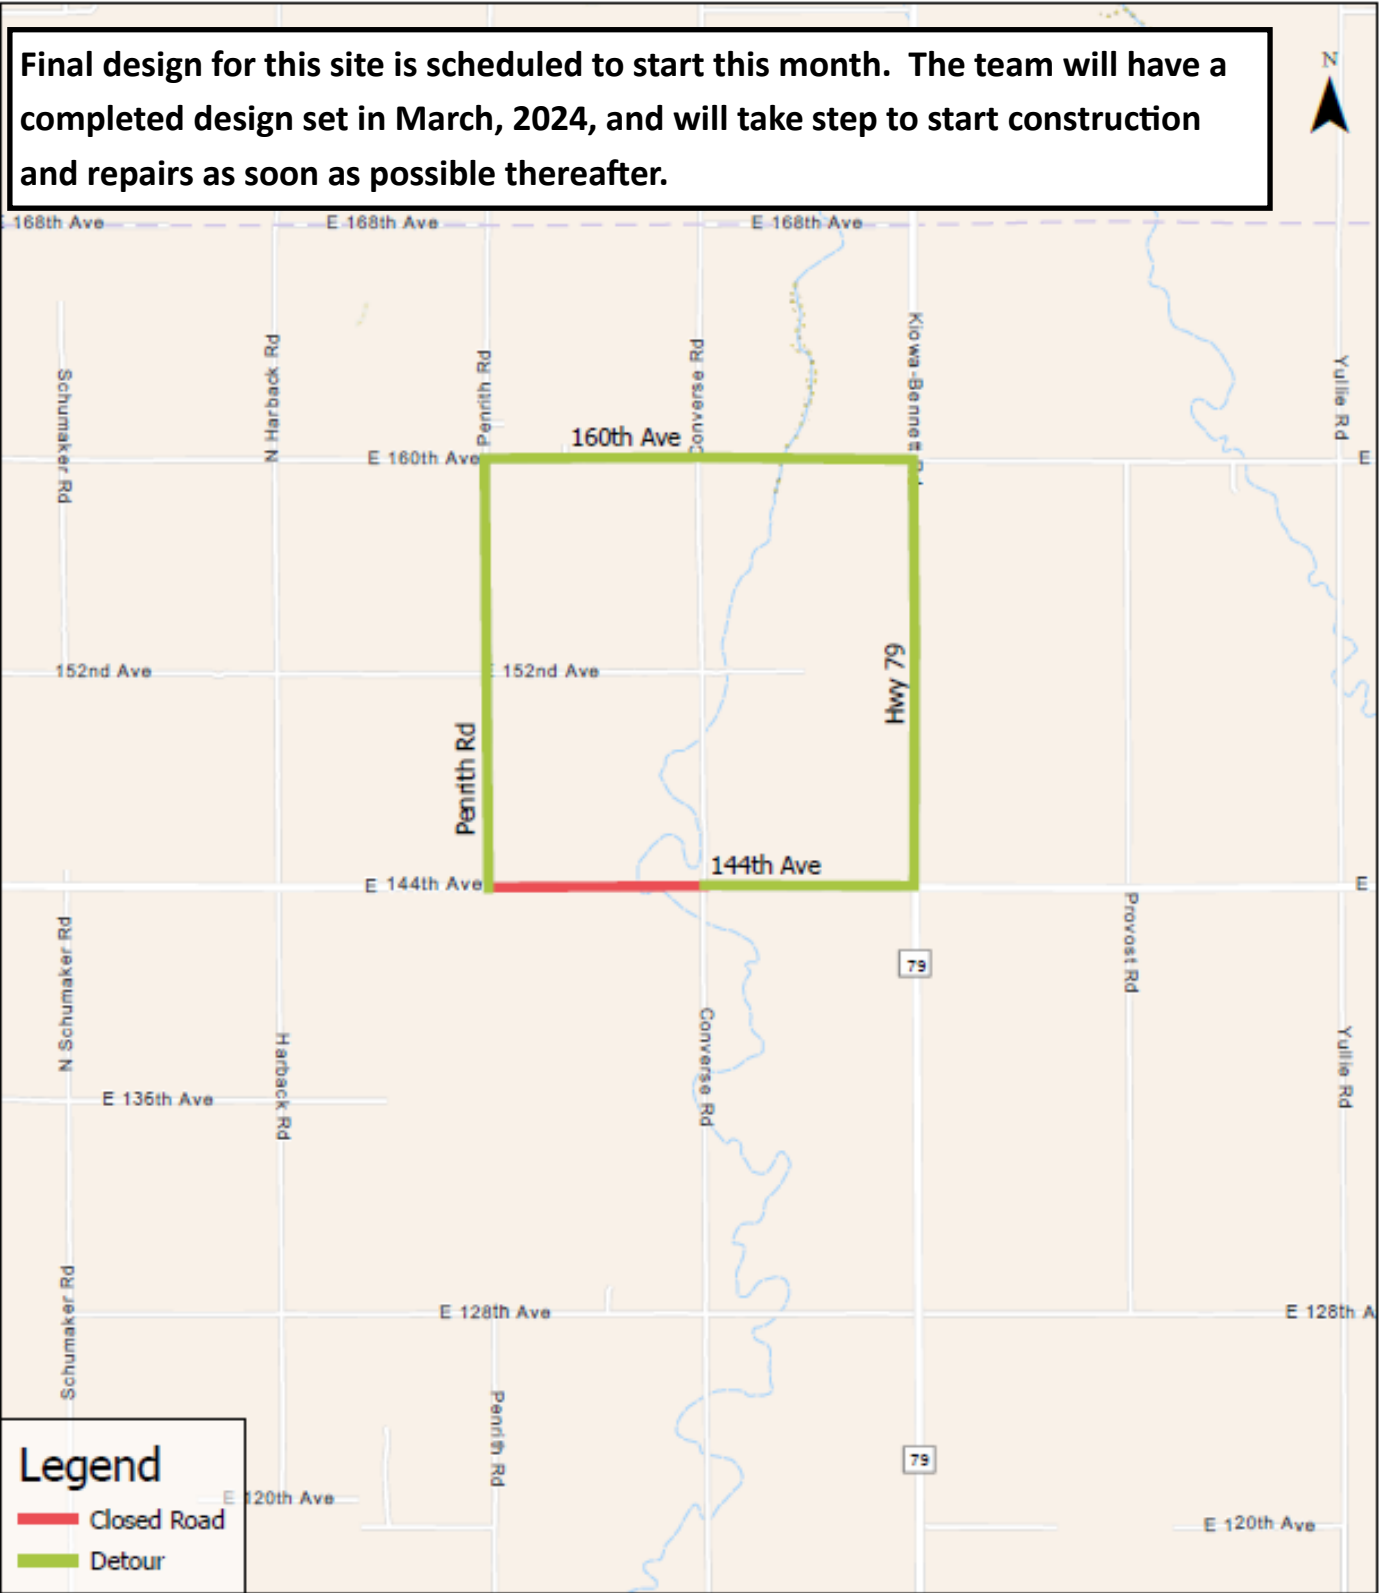 Final design for this site is scheduled to start this month.  The team will have a
completed design set in March, 2024, and will take step to start construction
and repairs as soon as possible thereafter.
N
E 168th Ave
E 168th Ave
E 168th Ave
Schumaker Rd
N Harback Rd
Penrith Rd
Converse Rd
Kiowa-Bennett Rd
Yullie Rd
160th Ave
E 160th Ave
E
152nd Ave
E 152nd Ave
Hwy 79
Penrith Rd
144th Ave
E 144th Ave
E
N Schumaker Rd
Provost Rd
79
Harback Rd
Converse Rd
Yullie Rd
E 136th Ave
Schumaker Rd
E 128th Ave
E 128th A
Penrith Rd
79
E 120th Ave
E 120th Ave
Legend
Closed Road
Detour